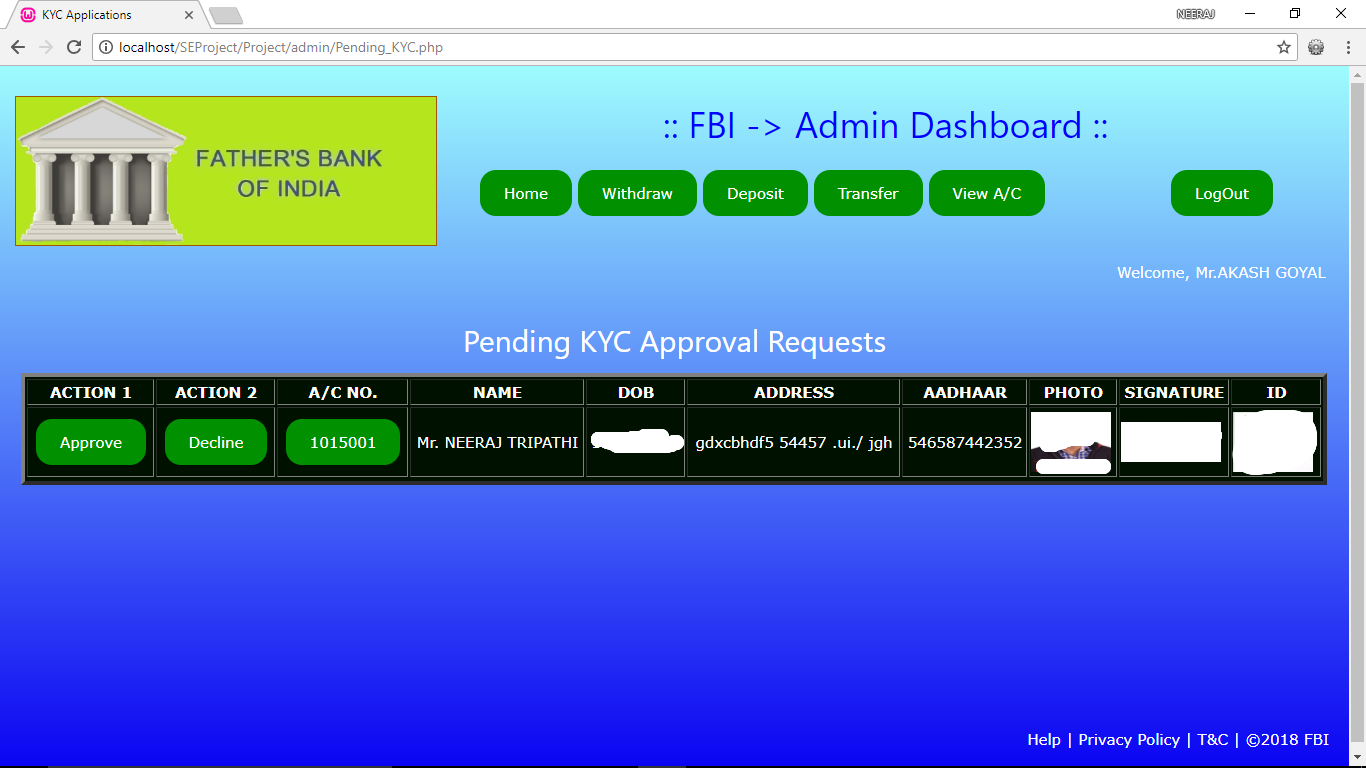 KYC Applications
NEERAJ
localhost/SEProject/Project/admin/Pending_KYC.php
FATHER'S BANK
OF INDIA
:: FBI -> Admin Dashboard ::
Home Withdraw Deposit Transfer View A/C LogOut
Welcome, Mr.AKASH GOYAL
Pending KYC Approval Requests
ACTION 1 ACTION 2 A/C NO. NAME DOB ADDRESS AADHAAR PHOTO SIGNATURE ID
Approve Decline 1015001 Mr. NEERAJ TRIPATHI gdxcbhdf5 54457 .ui./ jgh 546587442352
Help | Privacy Policy | T&C | ©2018 FBI